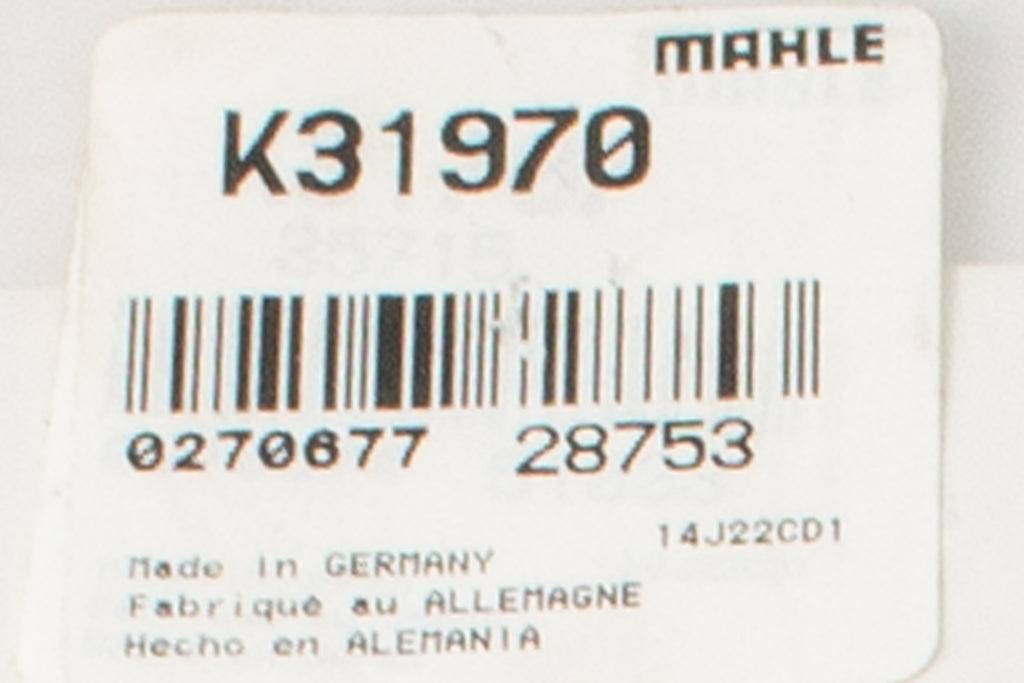 MAHLE
K31970
0270677 28753
14J22CD1
Made in GERMANY
Fabriqué au ALLEMAGNE
Hecho en ALEMANIA